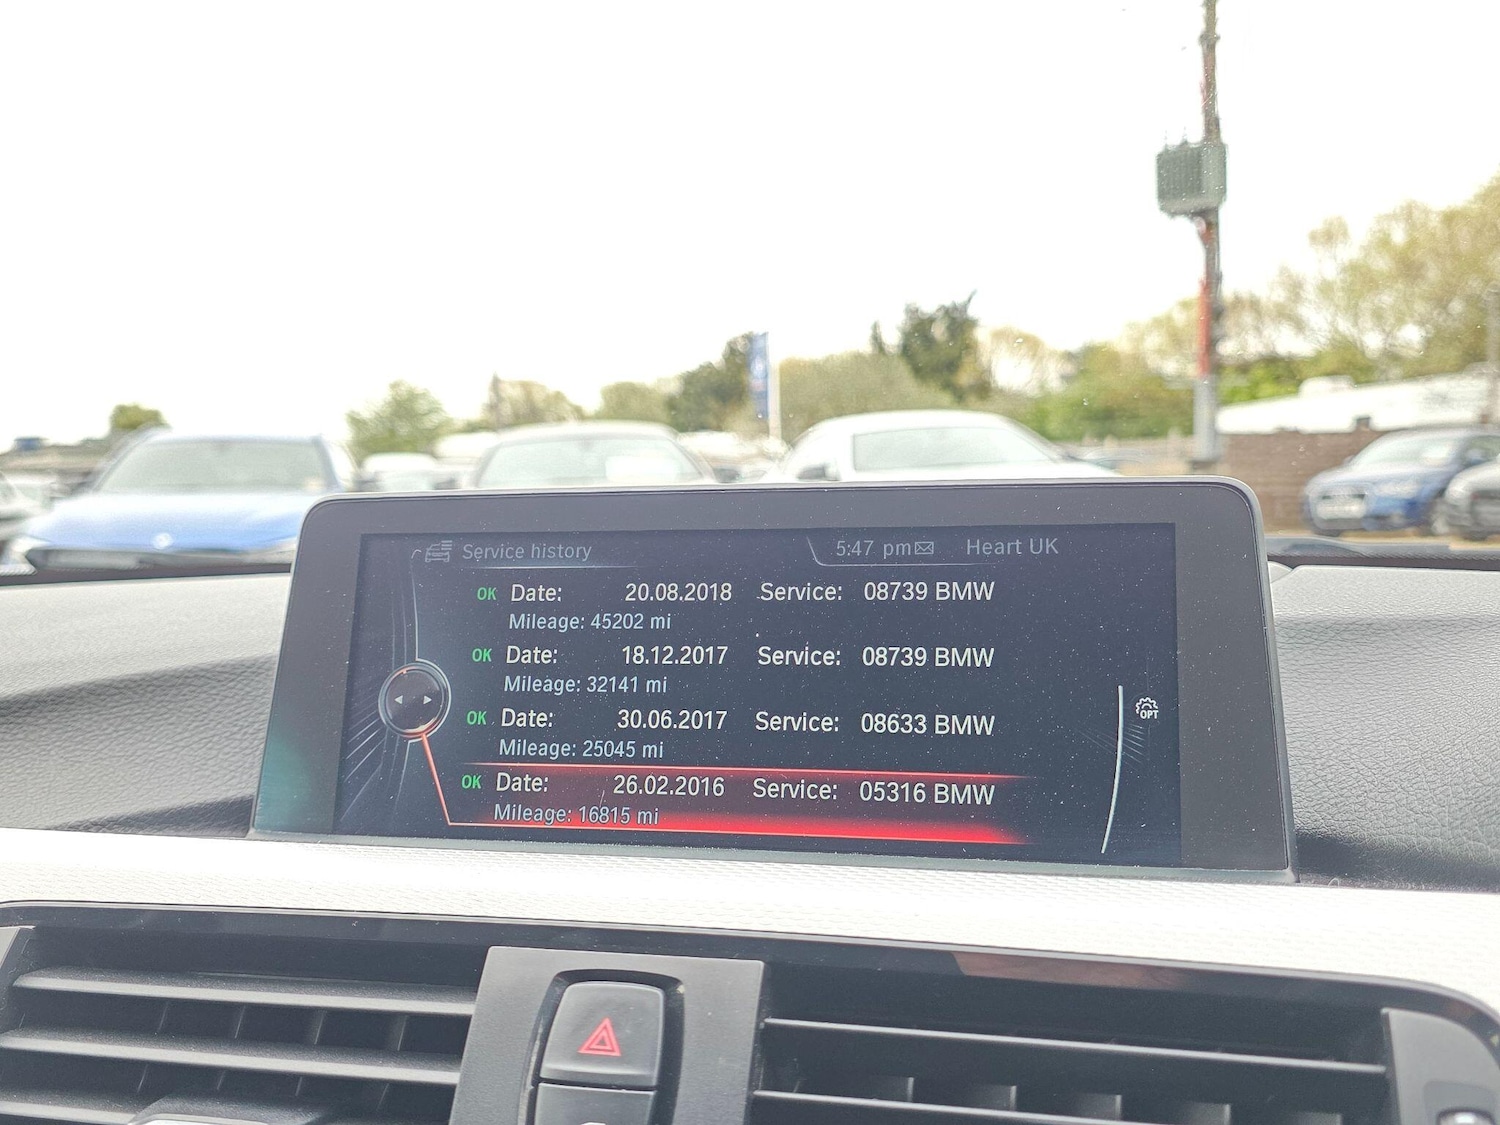 Service history 5:47 pm Heart UK
OK Date: 20.08.2018 Service: 08739 BMW
Mileage: 45202 mi
OK Date: 18.12.2017 Service: 08739 BMW
Mileage: 32141 mi
OK Date: 30.06.2017 Service: 08633 BMW
Mileage: 25045 mi
OK Date: 26.02.2016 Service: 05316 BMW
Mileage: 16815 mi
OPT